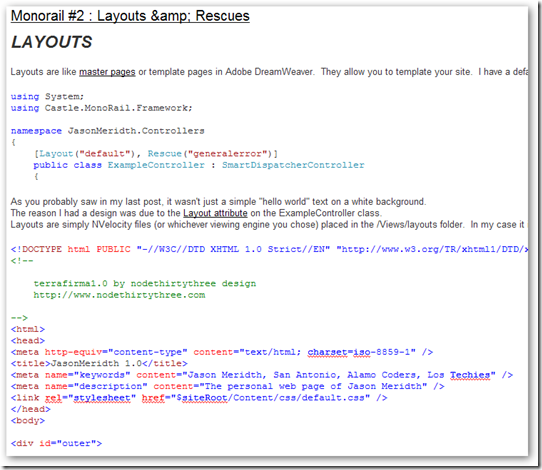 Monorail #2 : Layouts &amp; Rescues
LAYOUTS
Layouts are like master pages or template pages in Adobe DreamWeaver. They allow you to template your site. I have a defa
using System;
using Castle.MonoRail.Framework;
namespace JasonMeridth.Controllers
{
[Layout("default"), Rescue("generalerror")]
public class ExampleController : SmartDispatcherController
{
As you probably saw in my last post, it wasn't just a simple "hello world" text on a white background.
The reason I had a design was due to the Layout attribute on the ExampleController class.
Layouts are simply NVelocity files (or whichever viewing engine you chose) placed in the /Views/layouts folder. In my case it
<!DOCTYPE html PUBLIC "-//W3C//DTD XHTML 1.0 Strict//EN" "http://www.w3.org/TR/xhtml1/DTD/x
<!--
terrafirma1.0 by nodethirtythree design
http://www.nodethirtythree.com
-->
<html>
<head>
<meta http-equiv="content-type" content="text/html; charset=iso-8859-1" />
<title>JasonMeridth 1.0</title>
<meta name="keywords" content="Jason Meridth, San Antonio, Alamo Coders, Los Techies" />
<meta name="description" content="The personal web page of Jason Meridth" />
<link rel="stylesheet" href="$siteRoot/Content/css/default.css" />
</head>
<body>
<div id="outer">